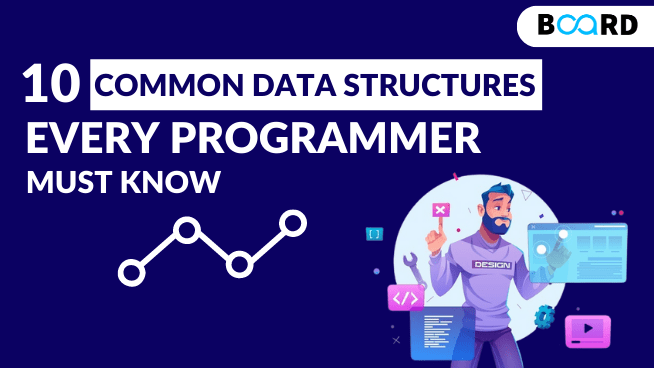 BOARD
10 COMMON DATA STRUCTURES
EVERY PROGRAMMER
MUST KNOW
DESIGN
</>